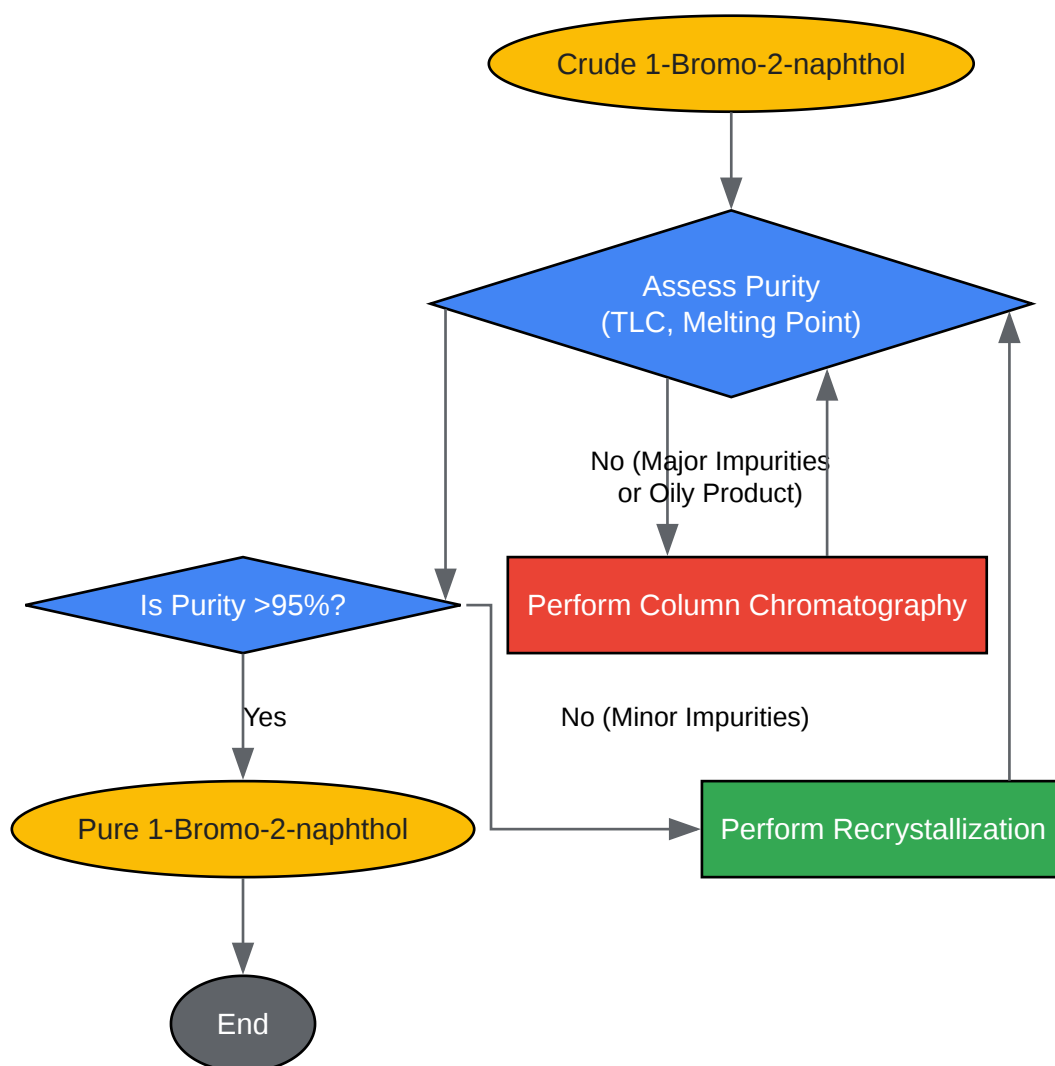 Crude 1-Bromo-2-naphthol
Assess Purity
(TLC, Melting Point)
No (Major Impurities
or Oily Product)
Is Purity >95%?
Perform Column Chromatography
Yes
No (Minor Impurities)
Pure 1-Bromo-2-naphthol
Perform Recrystallization
End